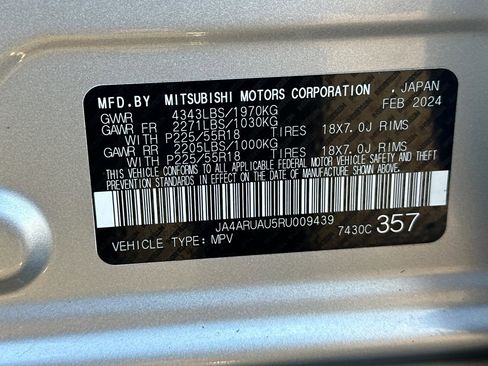 MFD.BY MITSUBISHI MOTORS CORPORATION , JAPAN
GVWR 4343LBS/1970KG FEB 2024
GAWR FR 2271LBS/1030KG
WITH P225/55R18 TIRES 18X7.0J RIMS
GAWR RR 2205LBS/1000KG
WITH P225/55R18 TIRES 18X7.0J RIMS
THIS VEHICLE CONFORMS TO ALL APPLICABLE FEDERAL MOTOR VEHICLE SAFETY AND THEFT
PREVENTION STANDARDS IN EFFECT ON THE DATE OF MANUFACTURE SHOWN ABOVE.
JA4ARUAU5RU009439
VEHICLE TYPE: MPV 7430C 357